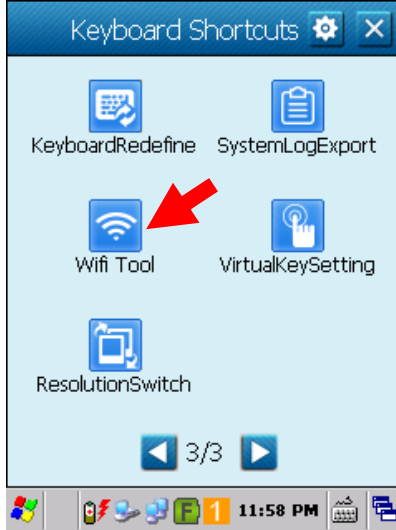 Keyboard Shortcuts
KeyboardRedefine SystemLogExport
Wifi Tool VirtualKeySetting
ResolutionSwitch
3/3
F 1 11:58 PM